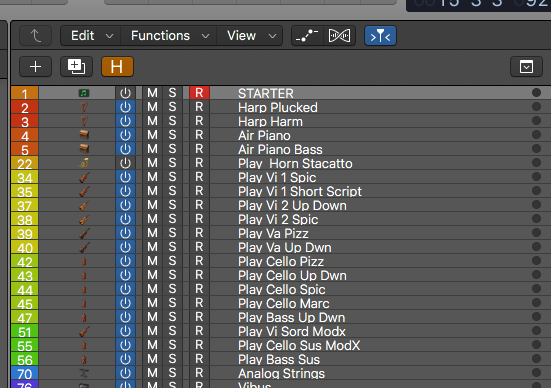 15 3 3 92
Edit Functions View
H
1 M S R STARTER
2 M S R Harp Plucked
3 M S R Harp Harm
4 M S R Air Piano
5 M S R Air Piano Bass
22 M S R Play Horn Stacatto
34 M S R Play Vi 1 Spic
35 M S R Play Vi 1 Short Script
37 M S R Play Vi 2 Up Down
38 M S R Play Vi 2 Spic
39 M S R Play Va Pizz
40 M S R Play Va Up Dwn
42 M S R Play Cello Pizz
43 M S R Play Cello Up Dwn
44 M S R Play Cello Spic
45 M S R Play Cello Marc
47 M S R Play Bass Up Dwn
51 M S R Play Vi Sord Modx
55 M S R Play Cello Sus ModX
56 M S R Play Bass Sus
70 M S R Analog Strings
76 M S R Vibus